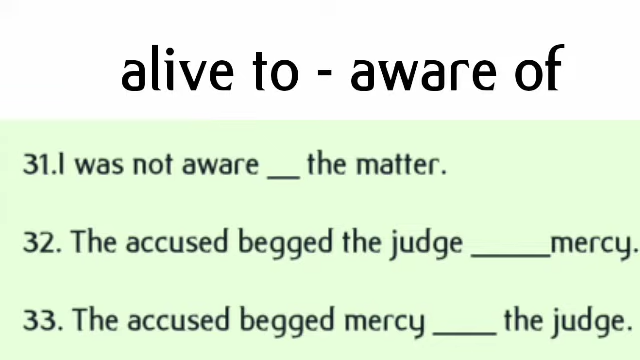 alive to - aware of
31.I was not aware __ the matter.
32. The accused begged the judge _____mercy.
33. The accused begged mercy ____ the judge.